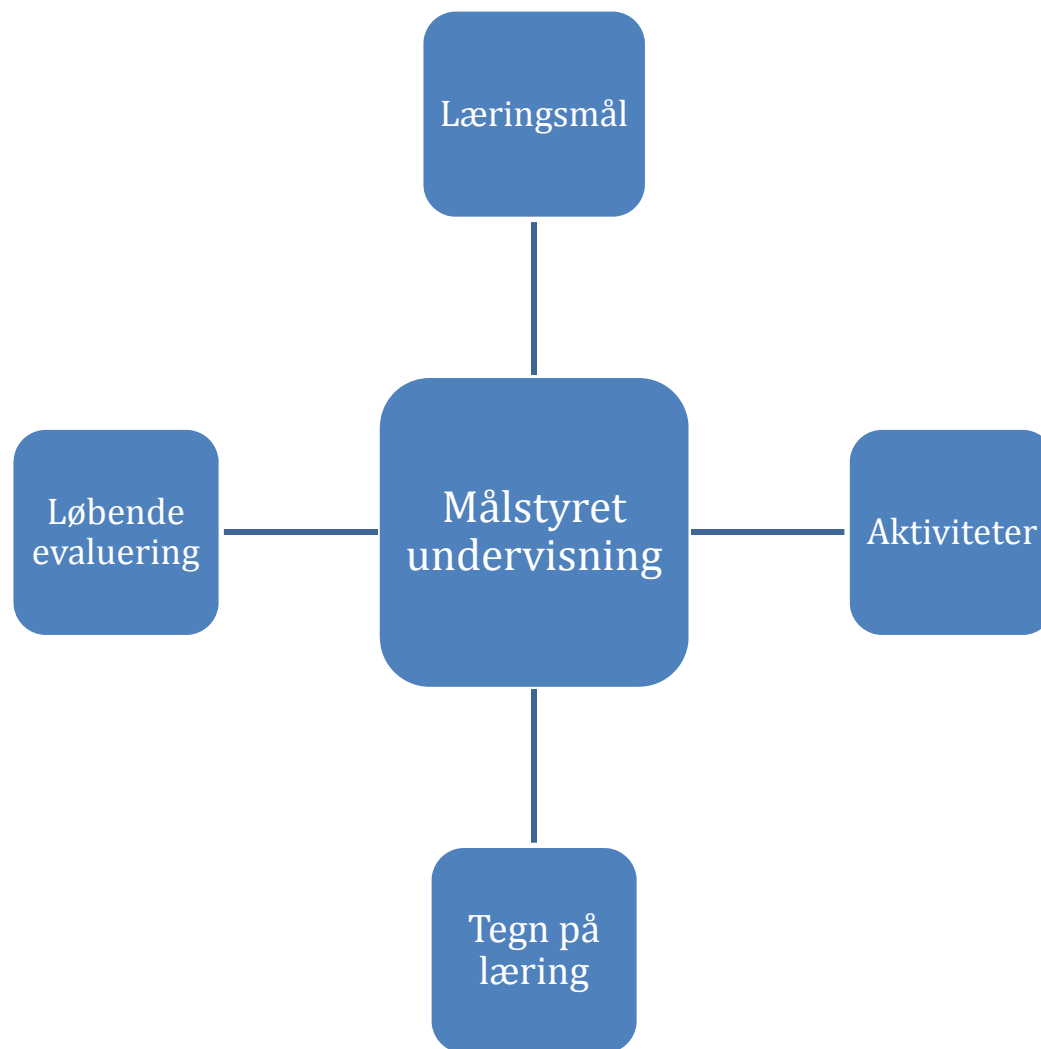 Læringsmål
Løbende
evaluering
Målstyret
undervisning
Aktiviteter
Tegn på
læring